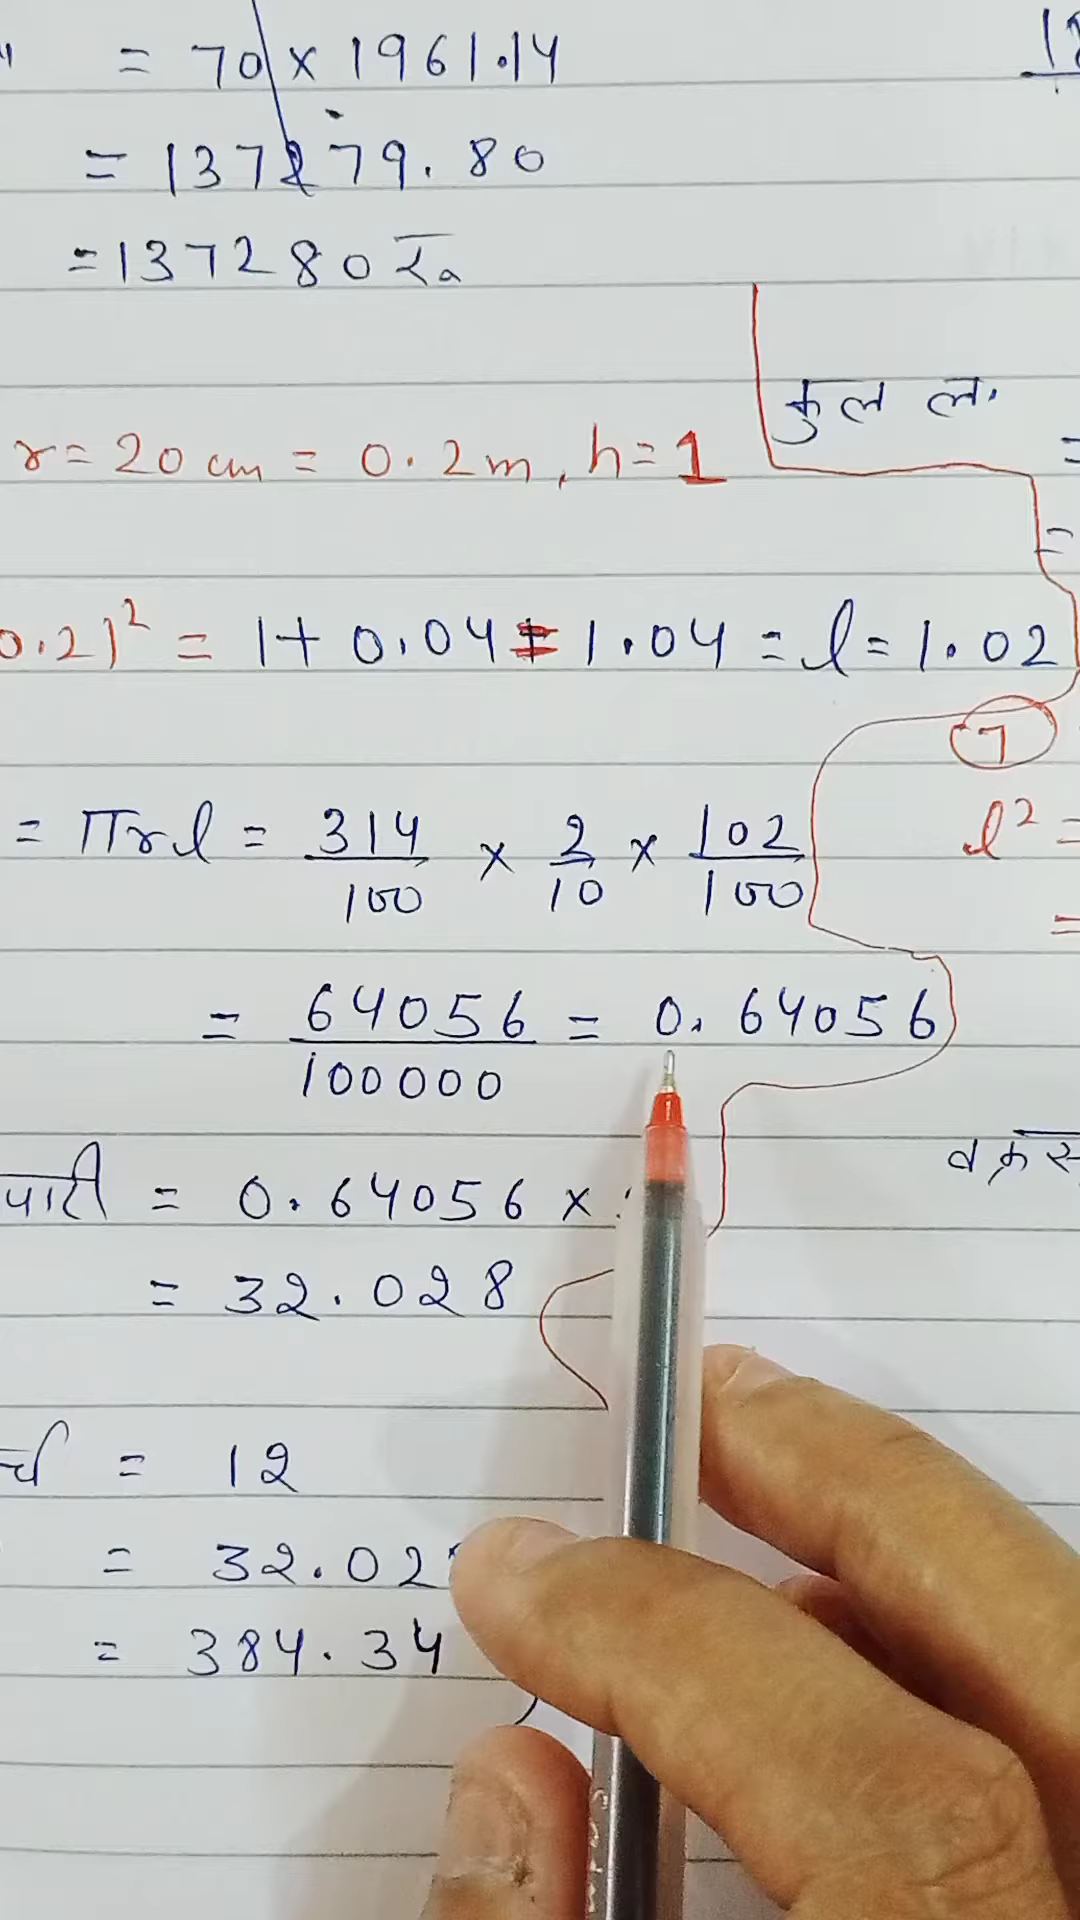 = 70 × 1961.14
= 137279.80
= 137280 रु
कुल ल.
r = 20 cm = 0.2 m, h = 1
0.2)² = 1 + 0.04 = 1.04 = l = 1.02
7
= πrl = 314/100 × 2/10 × 102/100
l² =
= 64056/100000 = 0.64056
= 0.64056 ×
= 32.028
= 12
= 32.02
= 384.34